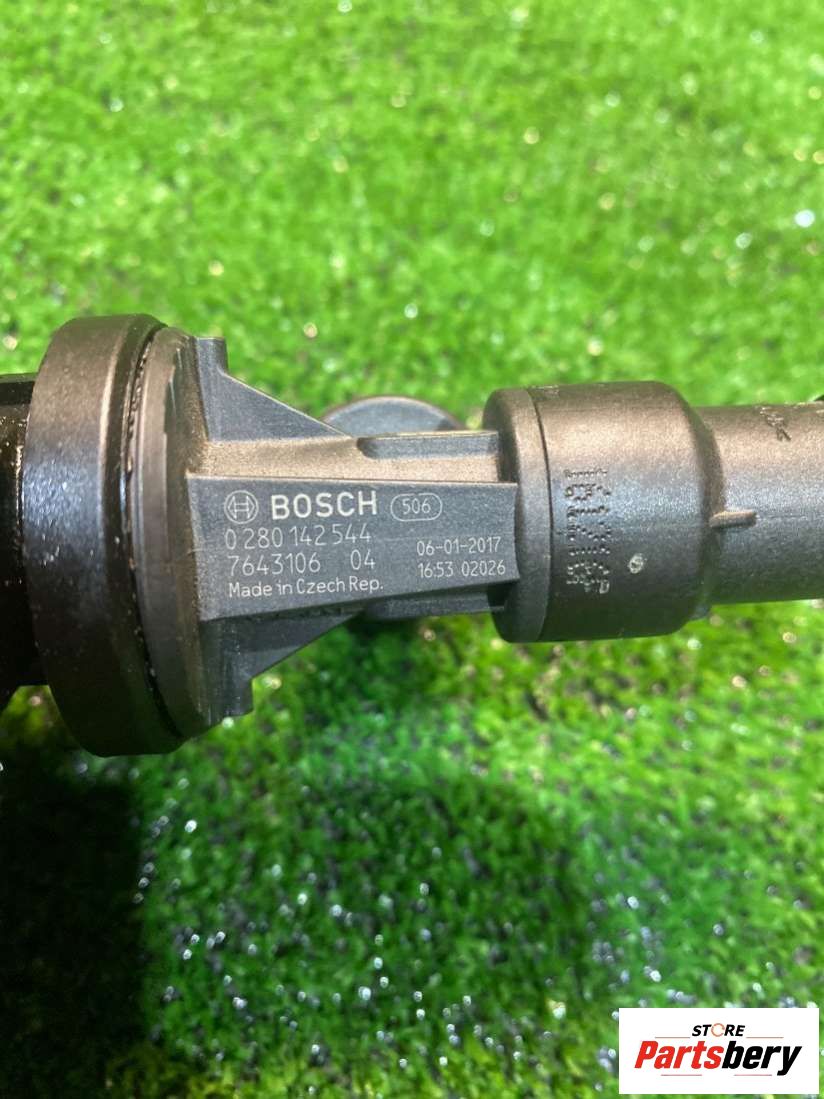 BOSCH 506
0 280 142 544
7643106 04
Made in Czech Rep.
06-01-2017
16:53 02026
STORE
Partsbery